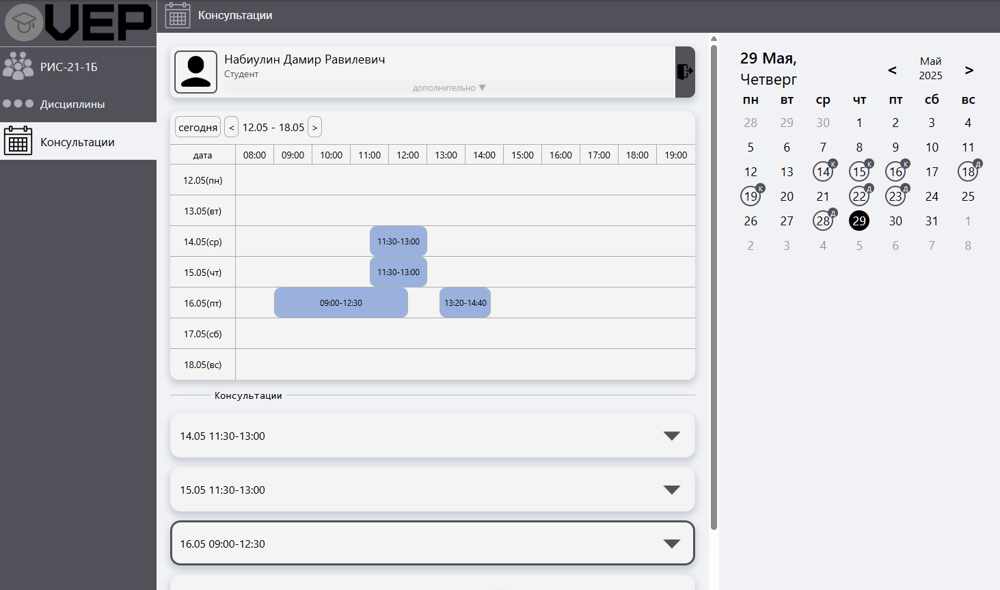 VEP
РИС-21-1Б
Дисциплины
Консультации
Консультации
Набиулин Дамир Равилевич
Студент
дополнительно ▼
сегодня < 12.05 - 18.05 >
дата 08:00 09:00 10:00 11:00 12:00 13:00 14:00 15:00 16:00 17:00 18:00 19:00
12.05(пн)
13.05(вт)
14.05(ср) 11:30-13:00
15.05(чт) 11:30-13:00
16.05(пт) 09:00-12:30 13:20-14:40
17.05(сб)
18.05(вс)
Консультации
14.05 11:30-13:00
15.05 11:30-13:00
16.05 09:00-12:30
29 Мая,
Четверг
< Май 2025 >
пн вт ср чт пт сб вс
28 29 30 1 2 3 4
5 6 7 8 9 10 11
12 13 14 К 15 К 16 К 17 18 Д
19 К 20 21 22 Д 23 Д 24 25
26 27 28 Д 29 30 31 1
2 3 4 5 6 7 8